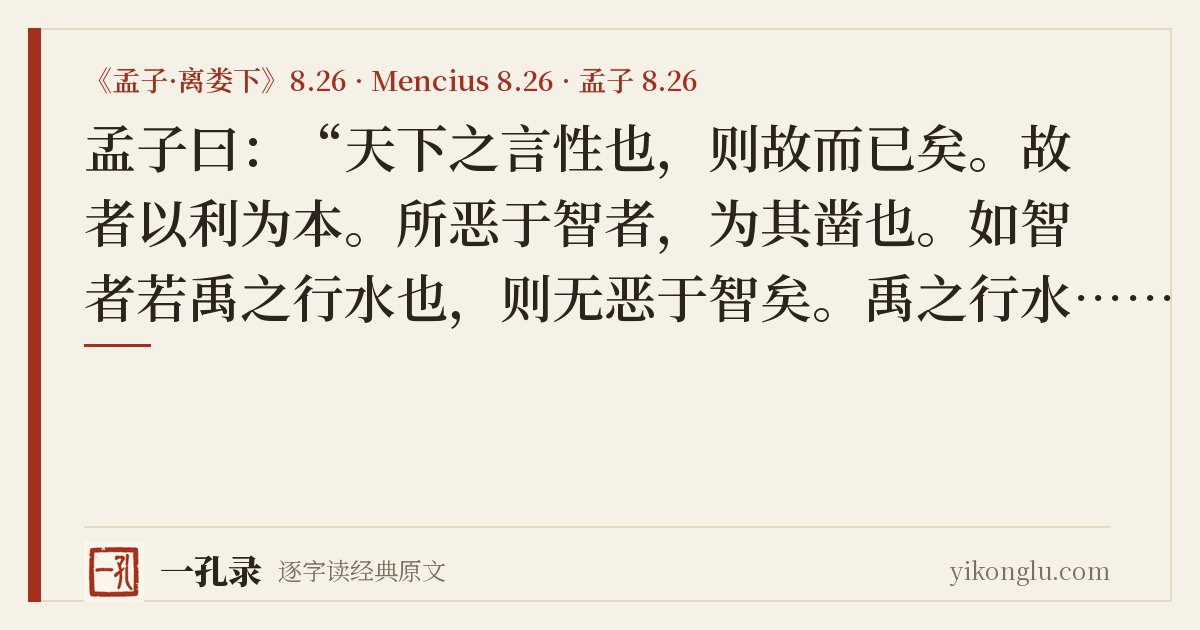 《孟子·离娄下》8.26 · Mencius 8.26 · 孟子 8.26
孟子曰：“天下之言性也，则故而已矣。故
者以利为本。所恶于智者，为其凿也。如智
者若禹之行水也，则无恶于智矣。禹之行水……
一孔
一孔录 逐字读经典原文 yikonglu.com